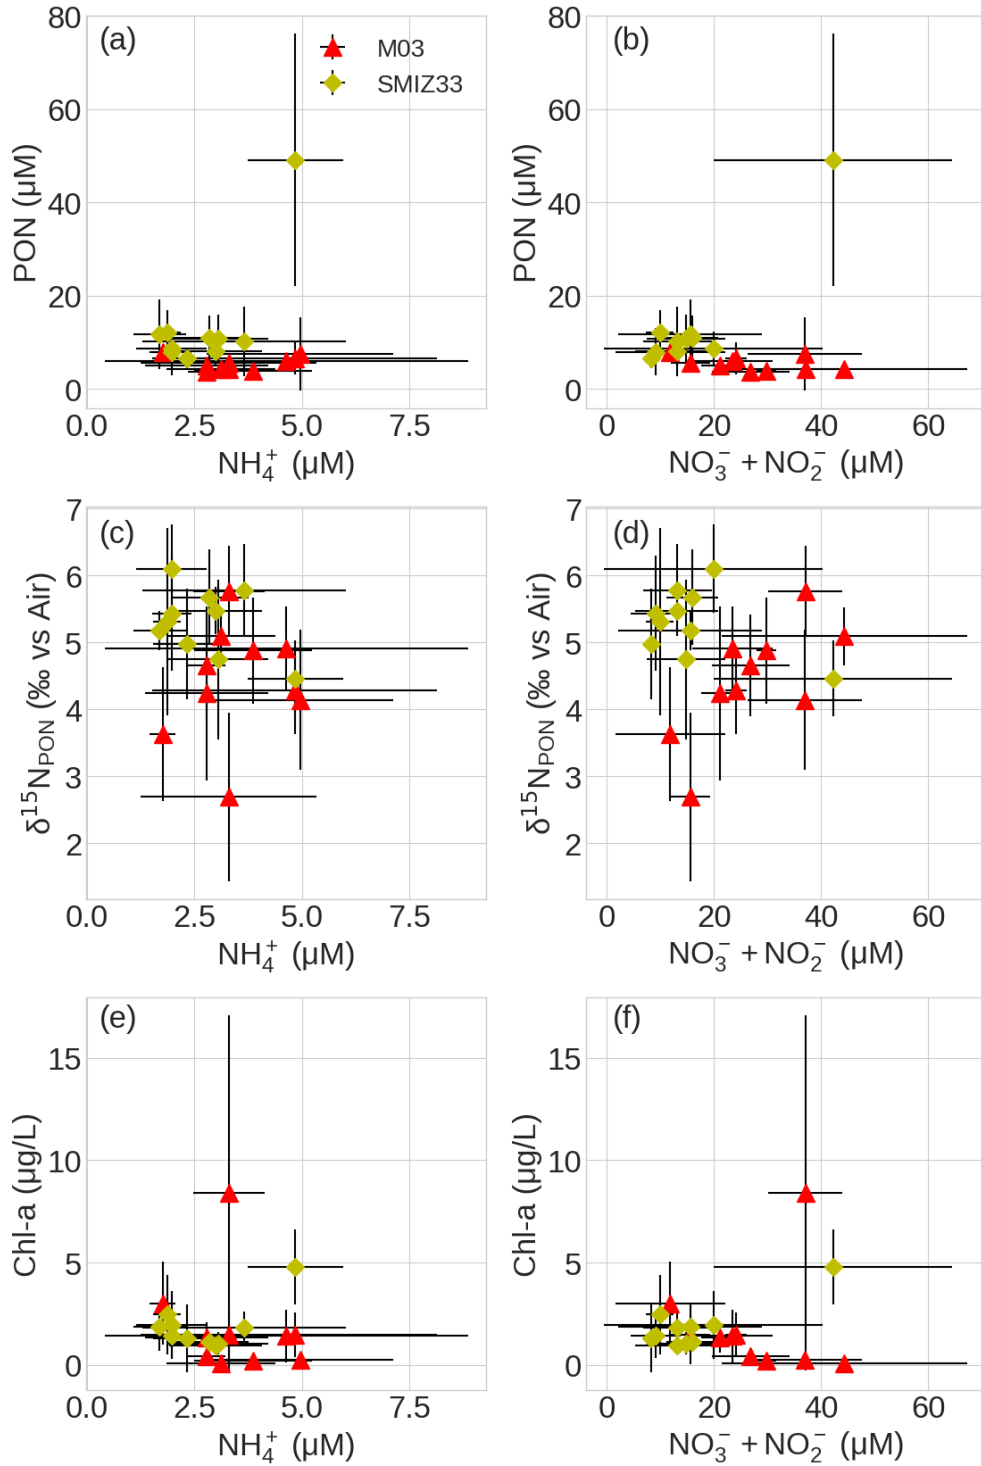 (a)
M03
SMIZ33
80
60
40
20
0
PON (μM)
0.0 2.5 5.0 7.5
NH₄⁺ (μM)
(b)
80
60
40
20
0
PON (μM)
0 20 40 60
NO₃⁻ + NO₂⁻ (μM)
(c)
7
6
5
4
3
2
δ¹⁵N_PON (‰ vs Air)
0.0 2.5 5.0 7.5
NH₄⁺ (μM)
(d)
7
6
5
4
3
2
δ¹⁵N_PON (‰ vs Air)
0 20 40 60
NO₃⁻ + NO₂⁻ (μM)
(e)
15
10
5
0
Chl-a (μg/L)
0.0 2.5 5.0 7.5
NH₄⁺ (μM)
(f)
15
10
5
0
Chl-a (μg/L)
0 20 40 60
NO₃⁻ + NO₂⁻ (μM)